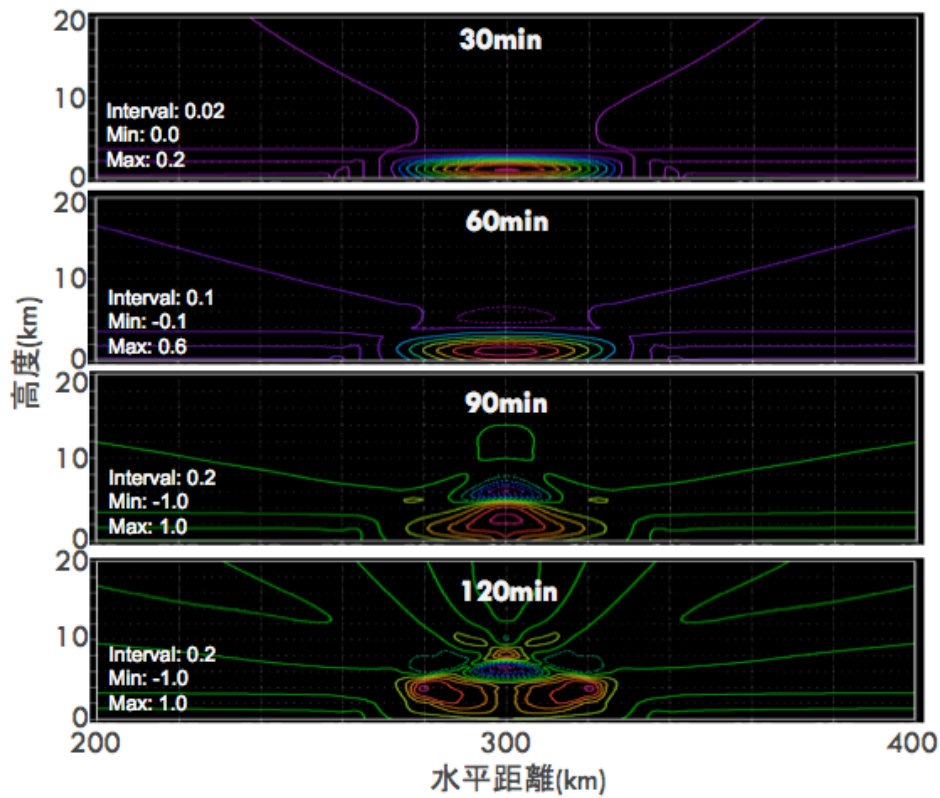 20
30min
10
Interval: 0.02
Min: 0.0
Max: 0.2
0
20
60min
10
Interval: 0.1
Min: -0.1
Max: 0.6
0
20
90min
10
Interval: 0.2
Min: -1.0
Max: 1.0
0
20
120min
10
Interval: 0.2
Min: -1.0
Max: 1.0
0
高度(km)
200
300
400
水平距離(km)